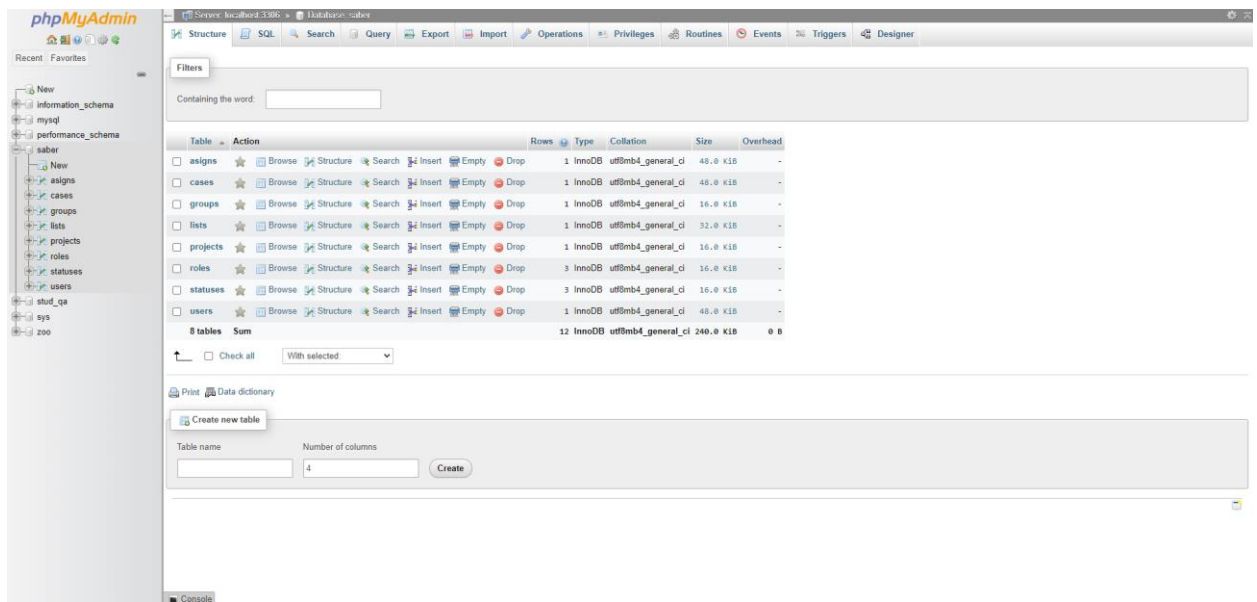 phpMyAdmin
Recent Favorites
New
information_schema
mysql
performance_schema
saber
New
asigns
cases
groups
lists
projects
roles
statuses
users
stud_qa
sys
zoo
Server: localhost:3306 » Database: saber
Structure SQL Search Query Export Import Operations Privileges Routines Events Triggers Designer
Filters
Containing the word:
Table Action Rows Type Collation Size Overhead
asigns Browse Structure Search Insert Empty Drop 1 InnoDB utf8mb4_general_ci 48.0 KiB -
cases Browse Structure Search Insert Empty Drop 1 InnoDB utf8mb4_general_ci 48.0 KiB -
groups Browse Structure Search Insert Empty Drop 1 InnoDB utf8mb4_general_ci 16.0 KiB -
lists Browse Structure Search Insert Empty Drop 1 InnoDB utf8mb4_general_ci 32.0 KiB -
projects Browse Structure Search Insert Empty Drop 1 InnoDB utf8mb4_general_ci 16.0 KiB -
roles Browse Structure Search Insert Empty Drop 3 InnoDB utf8mb4_general_ci 16.0 KiB -
statuses Browse Structure Search Insert Empty Drop 3 InnoDB utf8mb4_general_ci 16.0 KiB -
users Browse Structure Search Insert Empty Drop 1 InnoDB utf8mb4_general_ci 48.0 KiB -
8 tables Sum 12 InnoDB utf8mb4_general_ci 240.0 KiB 0 B
Check all With selected:
Print Data dictionary
Create new table
Table name Number of columns
4 Create
Console